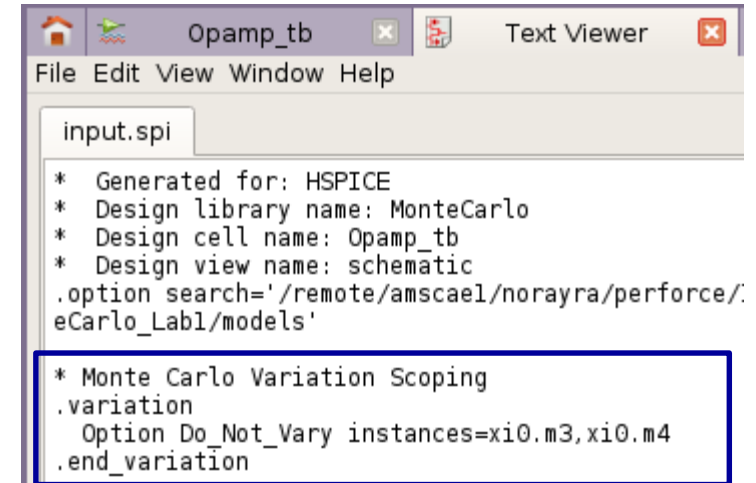 Opamp_tb Text Viewer
File Edit View Window Help
input.spi
* Generated for: HSPICE
* Design library name: MonteCarlo
* Design cell name: Opamp_tb
* Design view name: schematic
.option search='/remote/amscae1/norayra/perforce/
eCarlo_Lab1/models'
* Monte Carlo Variation Scoping
.variation
Option Do_Not_Vary instances=xi0.m3,xi0.m4
.end_variation